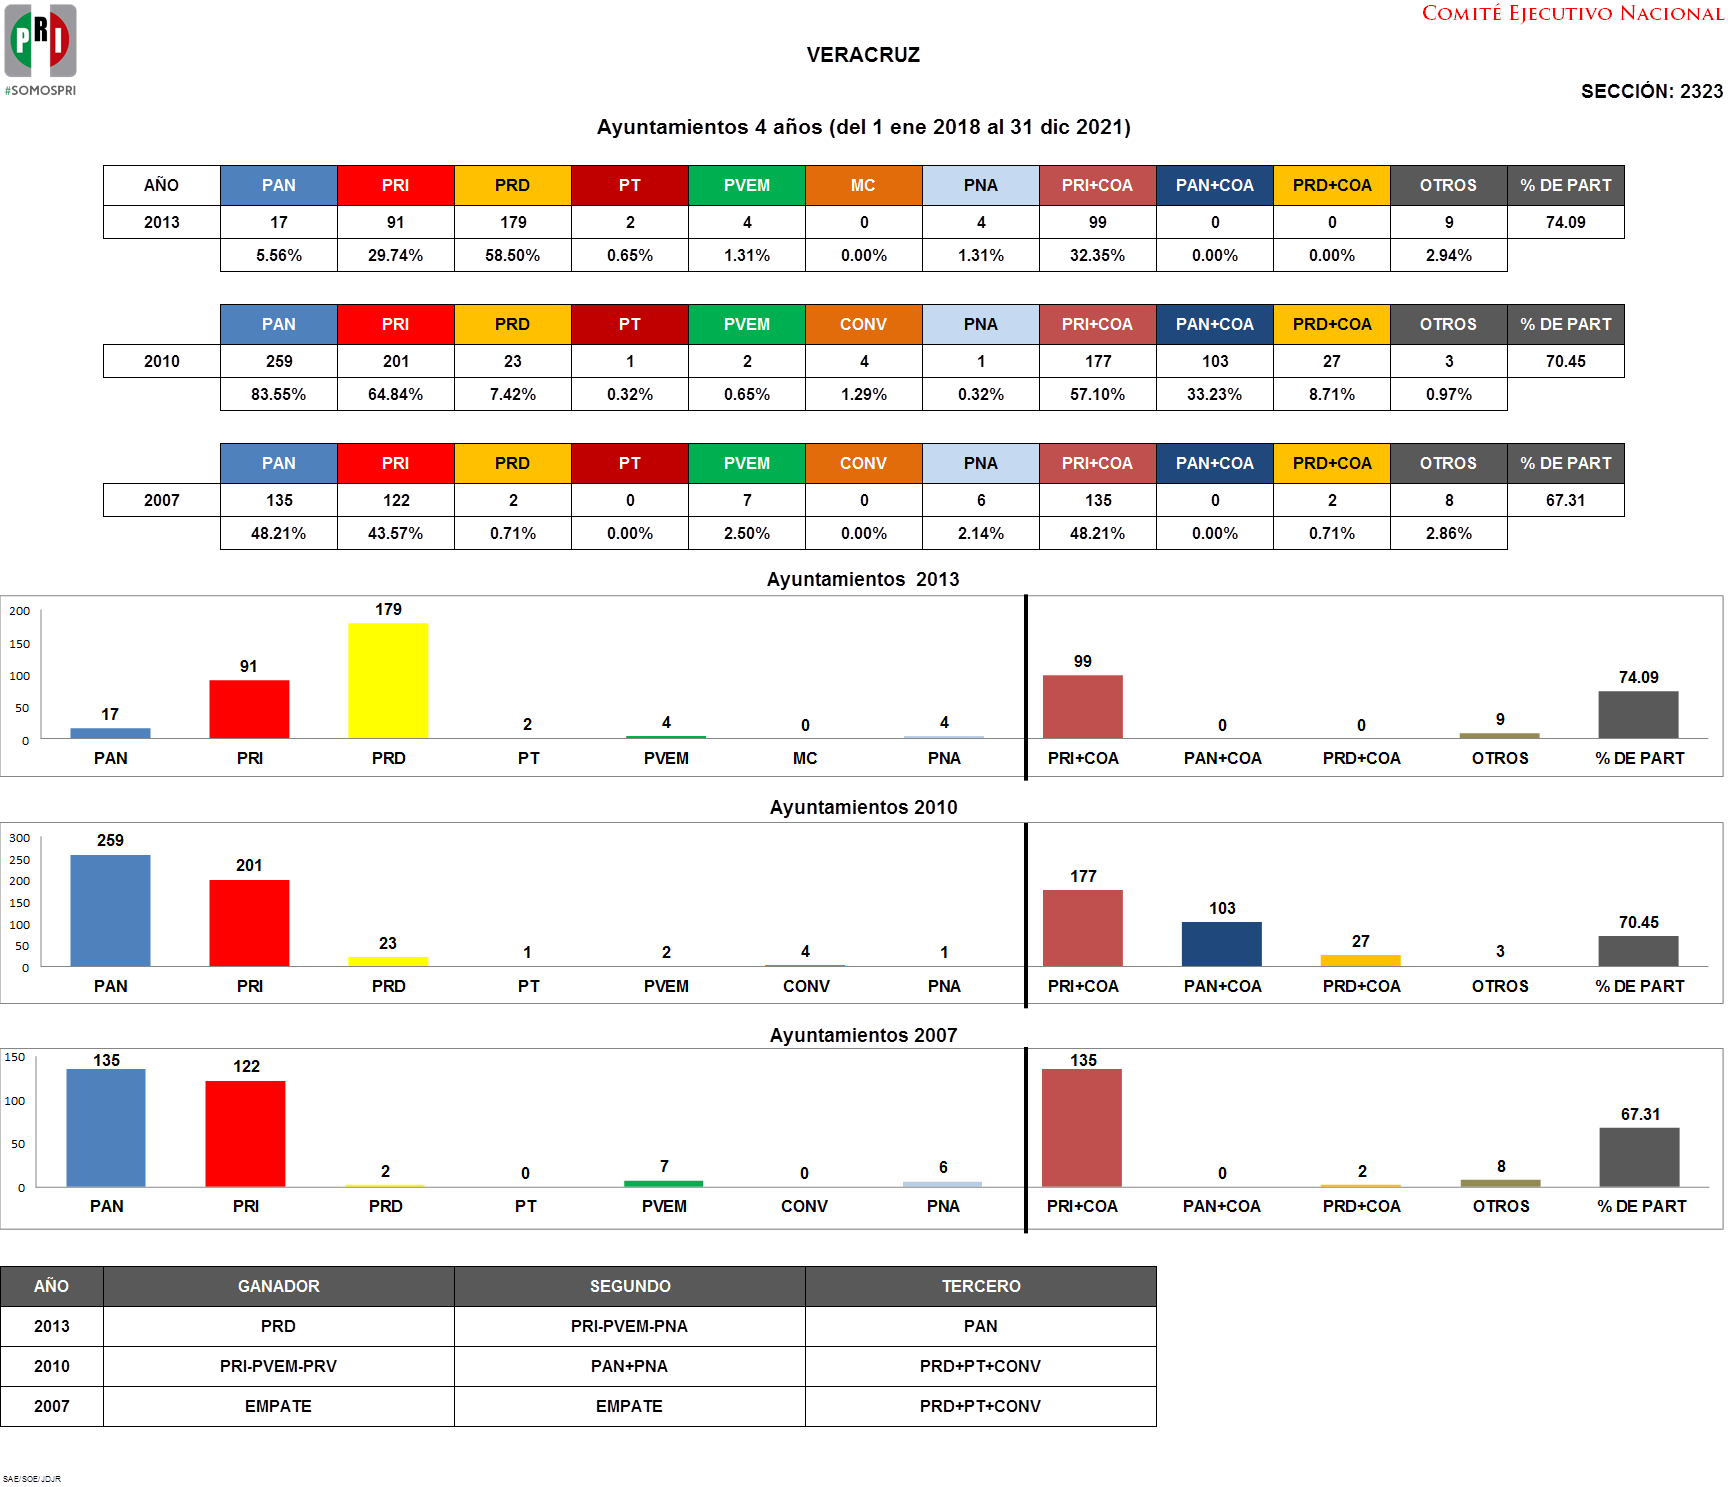 COMITÉ EJECUTIVO NACIONAL
PRI
#SOMOSPRI
VERACRUZ
SECCIÓN: 2323
Ayuntamientos 4 años (del 1 ene 2018 al 31 dic 2021)
AÑO PAN PRI PRD PT PVEM MC PNA PRI+COA PAN+COA PRD+COA OTROS % DE PART
2013 17 91 179 2 4 0 4 99 0 0 9 74.09
5.56% 29.74% 58.50% 0.65% 1.31% 0.00% 1.31% 32.35% 0.00% 0.00% 2.94%
PAN PRI PRD PT PVEM CONV PNA PRI+COA PAN+COA PRD+COA OTROS % DE PART
2010 259 201 23 1 2 4 1 177 103 27 3 70.45
83.55% 64.84% 7.42% 0.32% 0.65% 1.29% 0.32% 57.10% 33.23% 8.71% 0.97%
PAN PRI PRD PT PVEM CONV PNA PRI+COA PAN+COA PRD+COA OTROS % DE PART
2007 135 122 2 0 7 0 6 135 0 2 8 67.31
48.21% 43.57% 0.71% 0.00% 2.50% 0.00% 2.14% 48.21% 0.00% 0.71% 2.86%
Ayuntamientos 2013
200
150
100
50
0
17 91 179 2 4 0 4 99 0 0 9 74.09
PAN PRI PRD PT PVEM MC PNA PRI+COA PAN+COA PRD+COA OTROS % DE PART
Ayuntamientos 2010
300
250
200
150
100
50
0
259 201 23 1 2 4 1 177 103 27 3 70.45
PAN PRI PRD PT PVEM CONV PNA PRI+COA PAN+COA PRD+COA OTROS % DE PART
Ayuntamientos 2007
150
100
50
0
135 122 2 0 7 0 6 135 0 2 8 67.31
PAN PRI PRD PT PVEM CONV PNA PRI+COA PAN+COA PRD+COA OTROS % DE PART
AÑO GANADOR SEGUNDO TERCERO
2013 PRD PRI-PVEM-PNA PAN
2010 PRI-PVEM-PRV PAN+PNA PRD+PT+CONV
2007 EMPATE EMPATE PRD+PT+CONV
SAE/SOE/JDJR